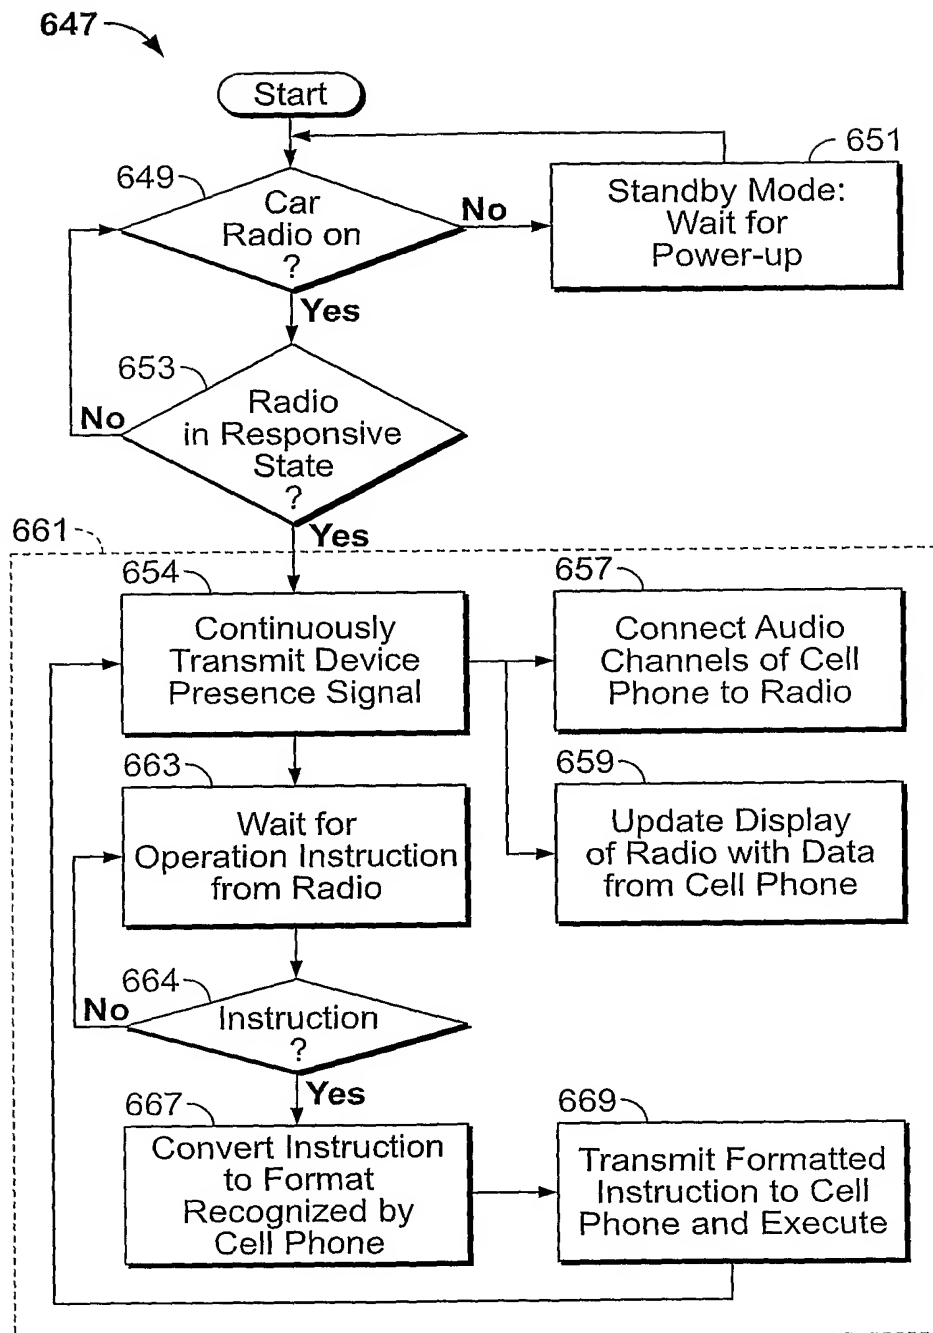 647
Start
651
649
Car
Radio on
?
No
Standby Mode:
Wait for
Power-up
Yes
653
Radio
in Responsive
State
?
No
Yes
661
654
Continuously
Transmit Device
Presence Signal
657
Connect Audio
Channels of Cell
Phone to Radio
663
Wait for
Operation Instruction
from Radio
659
Update Display
of Radio with Data
from Cell Phone
664
No
Instruction
?
Yes
667
Convert Instruction
to Format
Recognized by
Cell Phone
669
Transmit Formatted
Instruction to Cell
Phone and Execute